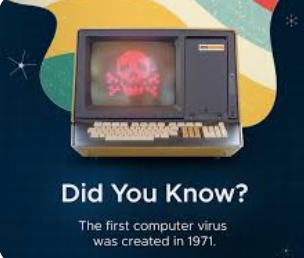 Did You Know?
The first computer virus
was created in 1971.